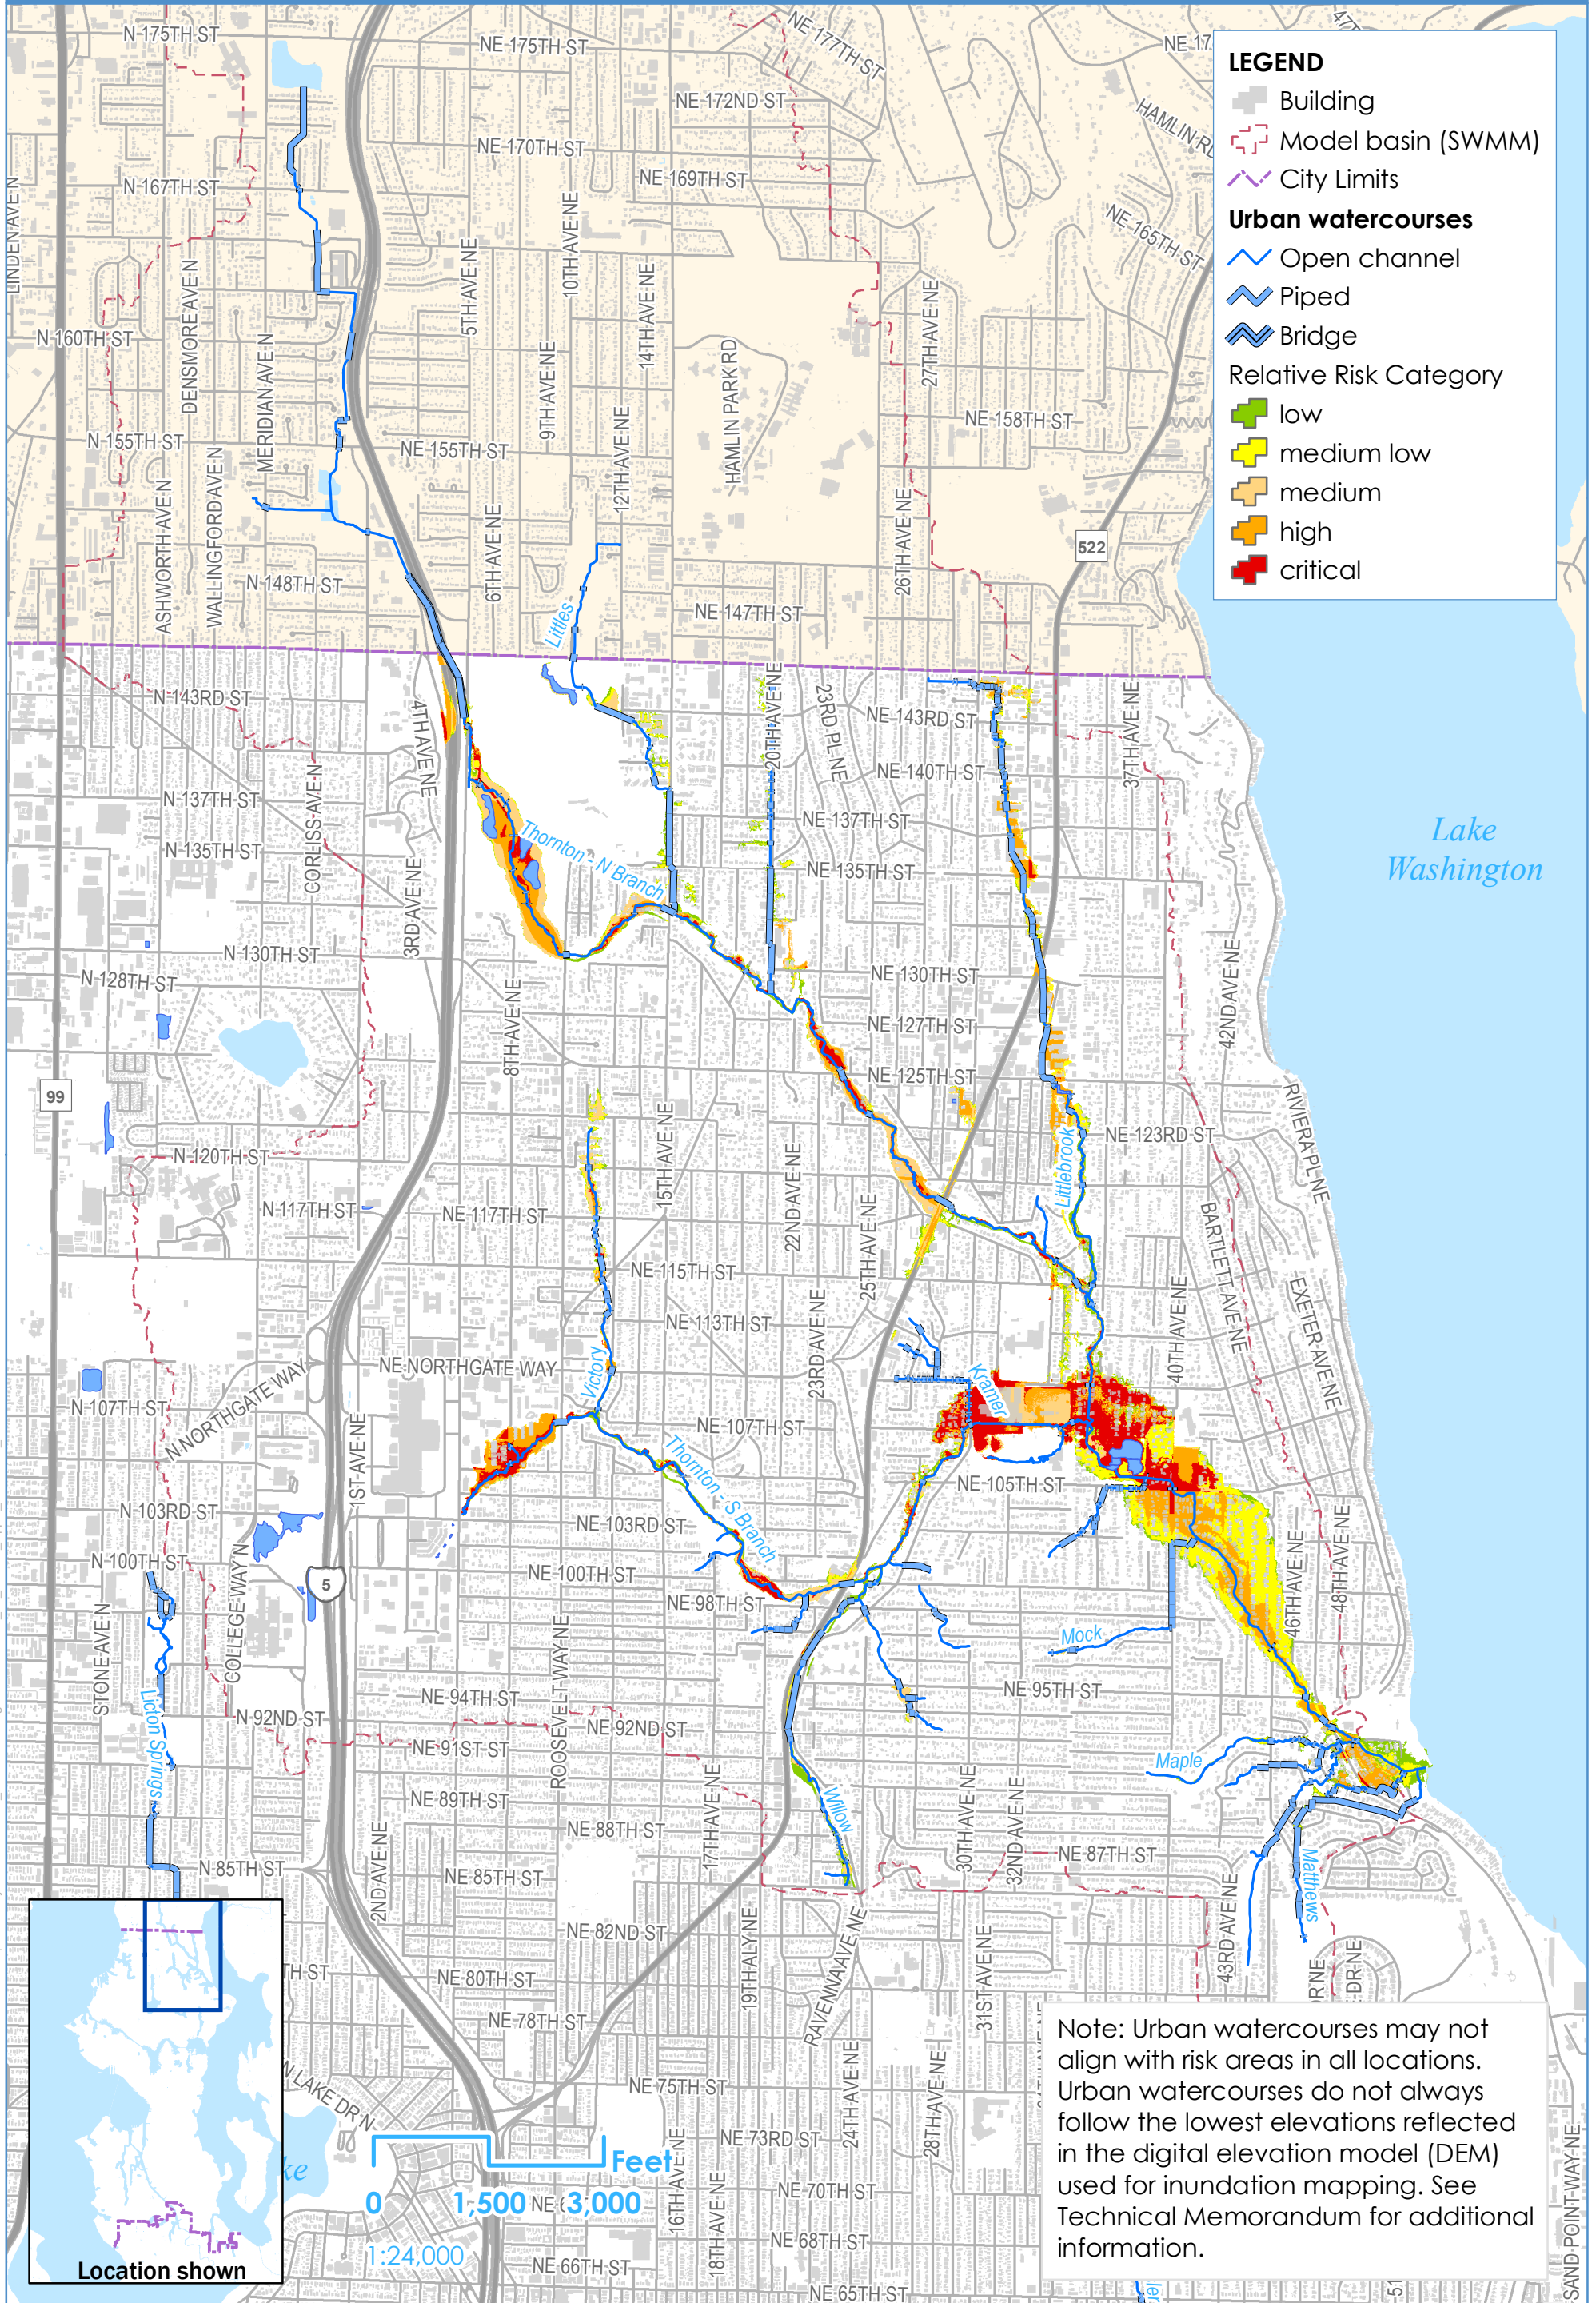 N 175TH ST
NE 175TH ST
NE 177TH ST
NE 17
47T
LEGEND
Building
Model basin (SWMM)
City Limits
Urban watercourses
Open channel
Piped
Bridge
Relative Risk Category
low
medium low
medium
high
critical
NE 172ND ST
HAMLIN RD
NE 170TH ST
NE 169TH ST
N 167TH ST
LINDEN AVE N
NE 165TH ST
DENSMORE AVE N
MERIDIAN AVE N
5TH AVE NE
10TH AVE NE
14TH AVE NE
27TH AVE NE
N 160TH ST
9TH AVE NE
HAMLIN PARK RD
NE 158TH ST
N 155TH ST
NE 155TH ST
12TH AVE NE
ASHWORTH AVE N
WALLINGFORD AVE N
6TH AVE NE
26TH AVE NE
522
N 148TH ST
Littles
NE 147TH ST
N 143RD ST
4TH AVE NE
20TH AVE NE
23RD PL NE
NE 143RD ST
37TH AVE NE
NE 140TH ST
N 137TH ST
CORLISS AVE N
NE 137TH ST
Thornton - N Branch
N 135TH ST
NE 135TH ST
Lake
Washington
3RD AVE NE
N 130TH ST
NE 130TH ST
42ND AVE NE
N 128TH ST
8TH AVE NE
NE 127TH ST
NE 125TH ST
99
RIVIERA PL NE
N 120TH ST
15TH AVE NE
22ND AVE NE
NE 123RD ST
Littlebrook
N 117TH ST
NE 117TH ST
25TH AVE NE
BARTLETT AVE NE
NE 115TH ST
EXETER AVE NE
40TH AVE NE
NE 113TH ST
23RD AVE NE
NE NORTHGATE WAY
N NORTHGATE WAY
Victory
Kramer
N 107TH ST
NE 107TH ST
1ST AVE NE
Thornton - S Branch
NE 105TH ST
N 103RD ST
NE 103RD ST
48TH AVE NE
46TH AVE NE
N 100TH ST
NE 100TH ST
5
COLLEGE WAY N
STONE AVE N
NE 98TH ST
Mock
ROOSEVELT WAY NE
NE 94TH ST
NE 95TH ST
Licton Springs
N 92ND ST
NE 92ND ST
NE 91ST ST
Maple
NE 89TH ST
17TH AVE NE
Willow
30TH AVE NE
32ND AVE NE
NE 88TH ST
NE 87TH ST
N 85TH ST
NE 85TH ST
2ND AVE NE
Matthews
43RD AVE NE
NE 82ND ST
19TH ALY NE
RAVENNA AVE NE
31ST AVE NE
TH ST
NE 80TH ST
DR NE
DR NE
NE 78TH ST
24TH AVE NE
28TH AVE NE
Note: Urban watercourses may not
align with risk areas in all locations.
Urban watercourses do not always
follow the lowest elevations reflected
in the digital elevation model (DEM)
used for inundation mapping. See
Technical Memorandum for additional
information.
NE 75TH ST
W LAKE DR N
NE 73RD ST
Feet
ke
0
1,500
3,000
16TH AVE NE
18TH AVE NE
NE 70TH ST
1:24,000
NE 68TH ST
NE 66TH ST
NE 65TH ST
SAND POINT WAY NE
51
Location shown